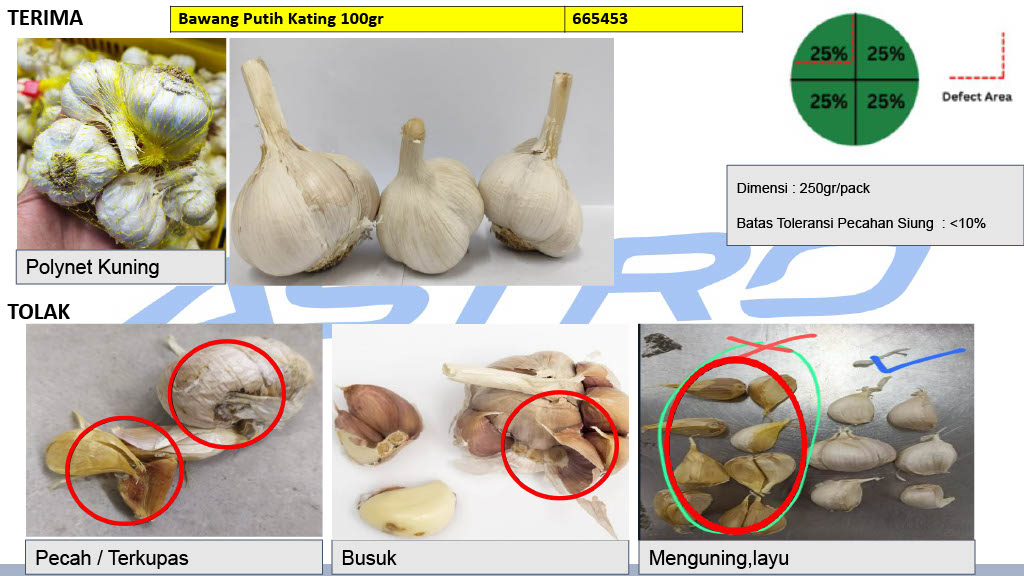 TERIMA
Bawang Putih Kating 100gr 665453
25% 25%
25% 25%
Defect Area
Dimensi : 250gr/pack
Batas Toleransi Pecahan Siung : <10%
Polynet Kuning
ASTRO
TOLAK
Pecah / Terkupas
Busuk
Menguning,layu